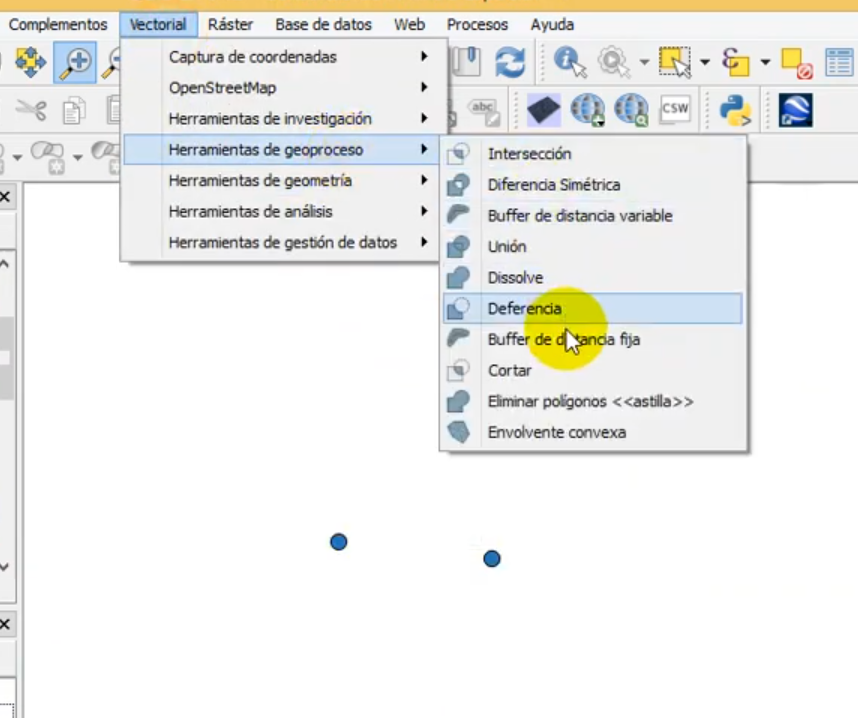 Complementos Vectorial Ráster Base de datos Web Procesos Ayuda
Captura de coordenadas
OpenStreetMap
Herramientas de investigación
Herramientas de geoproceso
Herramientas de geometría
Herramientas de análisis
Herramientas de gestión de datos
abc
CSW
Intersección
Diferencia Simétrica
Buffer de distancia variable
Unión
Dissolve
Deferencia
Buffer de distancia fija
Cortar
Eliminar polígonos <<astilla>>
Envolvente convexa